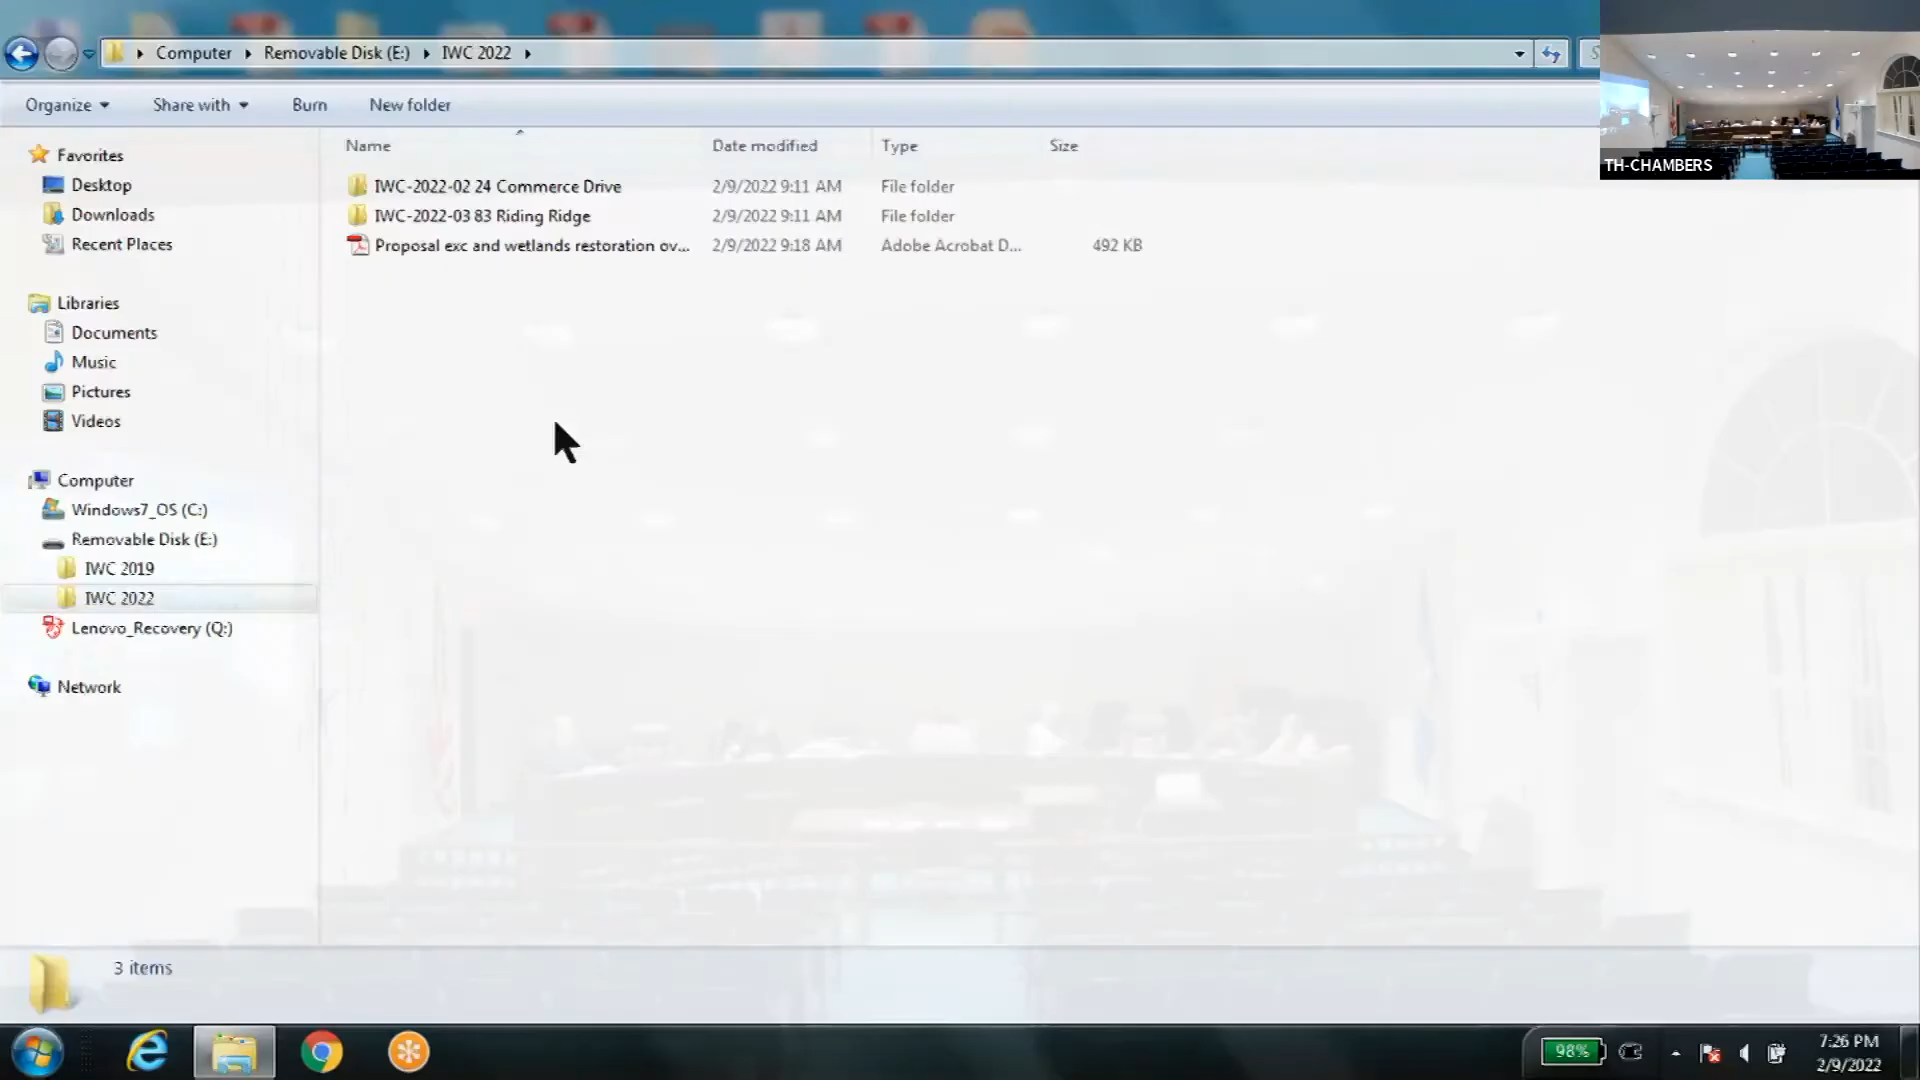 Computer Removable Disk (E:) IWC 2022
Organize Share with Burn New folder
Name Date modified Type Size
IWC-2022-02 24 Commerce Drive 2/9/2022 9:11 AM File folder
IWC-2022-03 83 Riding Ridge 2/9/2022 9:11 AM File folder
Proposal exc and wetlands restoration ov... 2/9/2022 9:18 AM Adobe Acrobat D... 492 KB
Favorites
Desktop
Downloads
Recent Places
Libraries
Documents
Music
Pictures
Videos
Computer
Windows7_OS (C:)
Removable Disk (E:)
IWC 2019
IWC 2022
Lenovo_Recovery (Q:)
Network
3 items
TH-CHAMBERS
98%
7:26 PM
2/9/2022